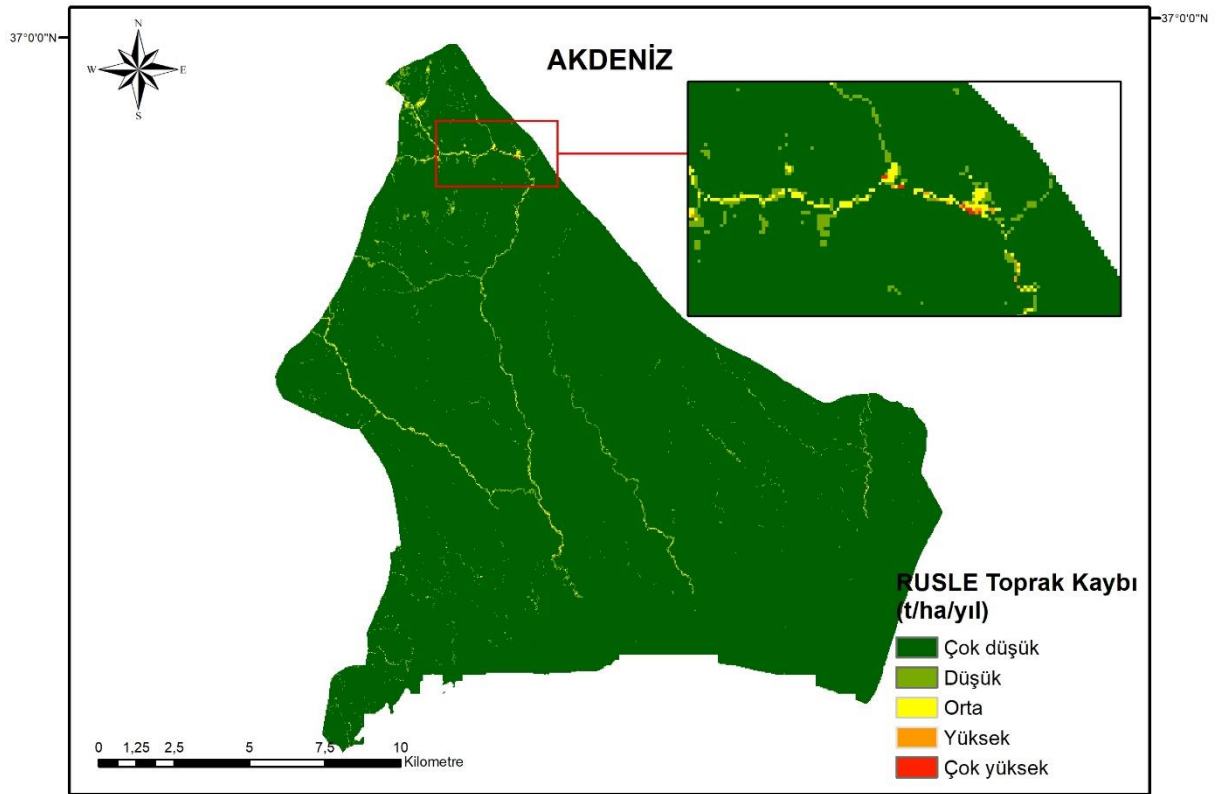 37°0'0"N
37°0'0"N
N
W
E
S
AKDENİZ
RUSLE Toprak Kaybı
(t/ha/yıl)
Çok düşük
Düşük
Orta
Yüksek
Çok yüksek
0 1,25 2,5 5 7,5 10
Kilometre